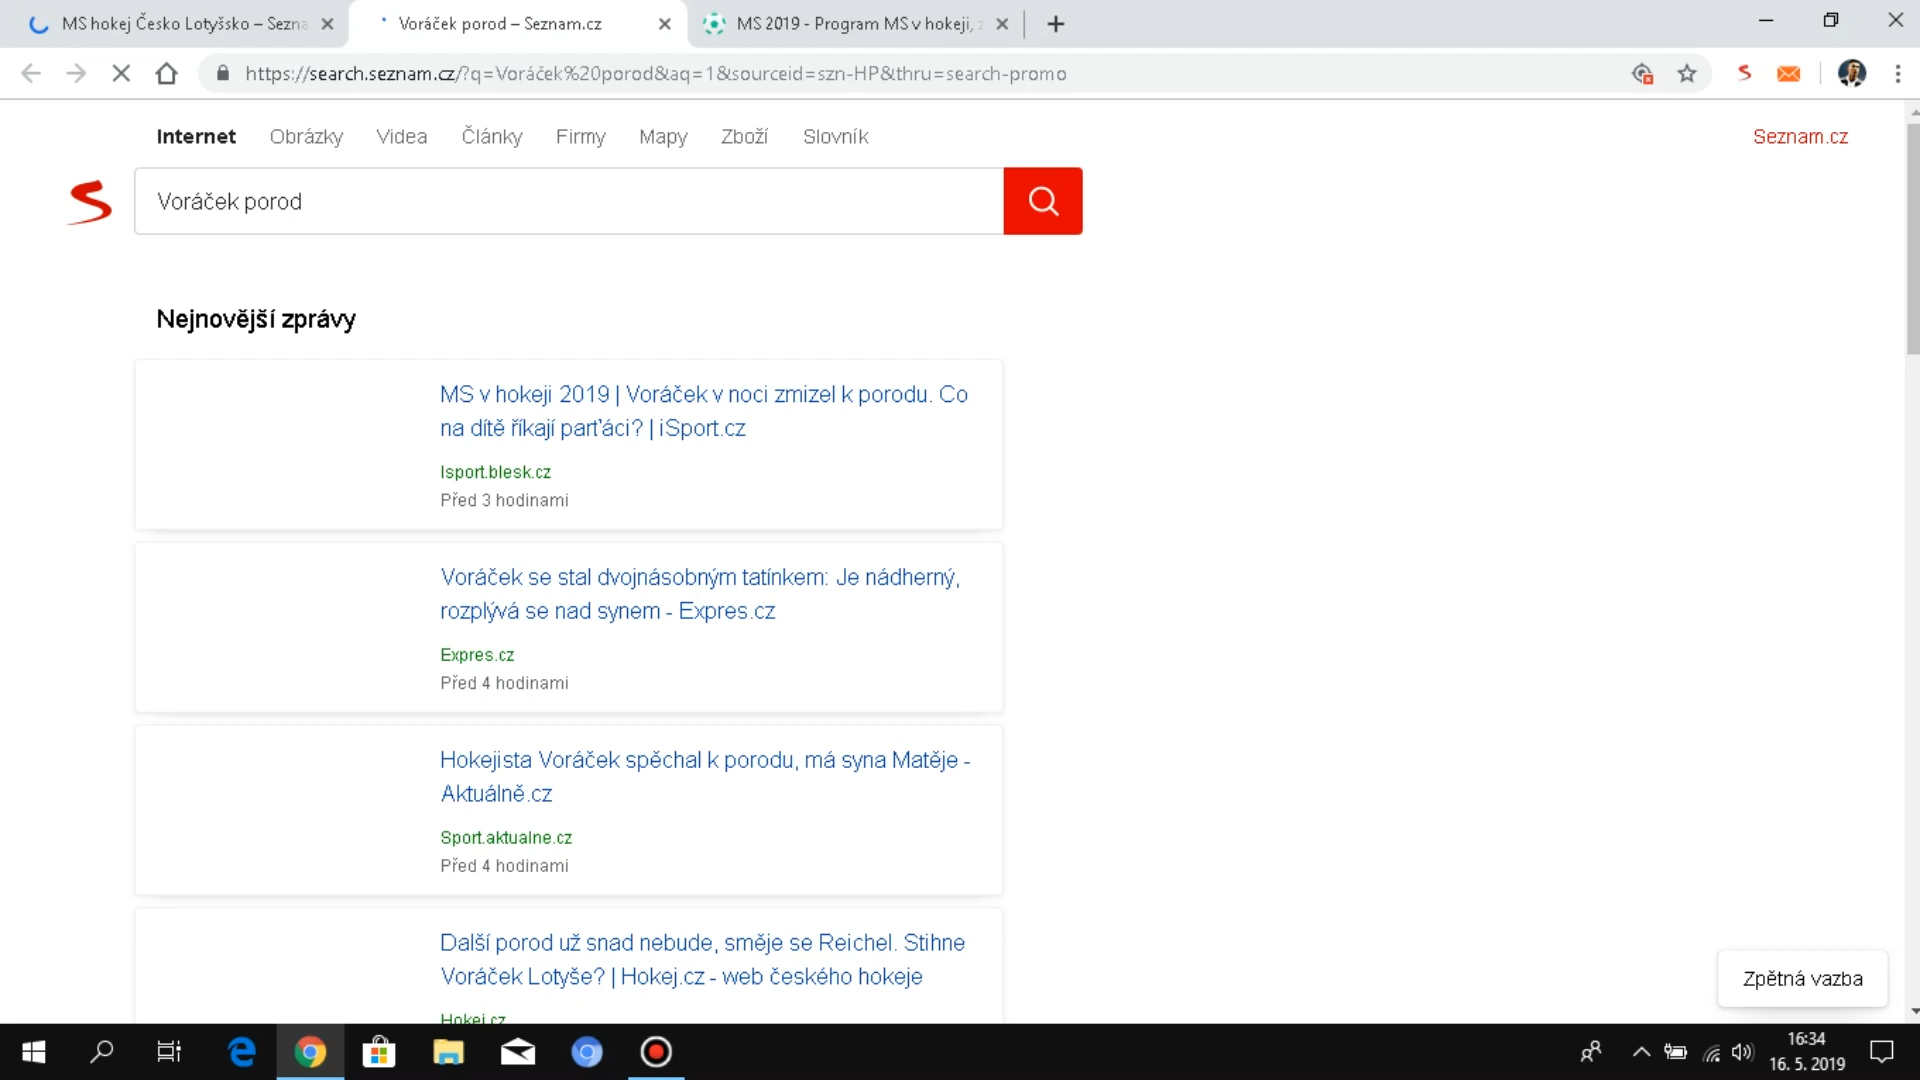 MS hokej Česko Lotyšsko – Sezna
Voráček porod – Seznam.cz
MS 2019 - Program MS v hokeji, z
https://search.seznam.cz/?q=Voráček%20porod&aq=1&sourceid=szn-HP&thru=search-promo
Internet Obrázky Videa Články Firmy Mapy Zboží Slovník
Seznam.cz
Voráček porod
Nejnovější zprávy
MS v hokeji 2019 | Voráček v noci zmizel k porodu. Co
na dítě říkají parťáci? | iSport.cz
Isport.blesk.cz
Před 3 hodinami
Voráček se stal dvojnásobným tatínkem: Je nádherný,
rozplývá se nad synem - Expres.cz
Expres.cz
Před 4 hodinami
Hokejista Voráček spěchal k porodu, má syna Matěje -
Aktuálně.cz
Sport.aktualne.cz
Před 4 hodinami
Další porod už snad nebude, směje se Reichel. Stihne
Voráček Lotyše? | Hokej.cz - web českého hokeje
Hokej.cz
Zpětná vazba
16:34
16. 5. 2019